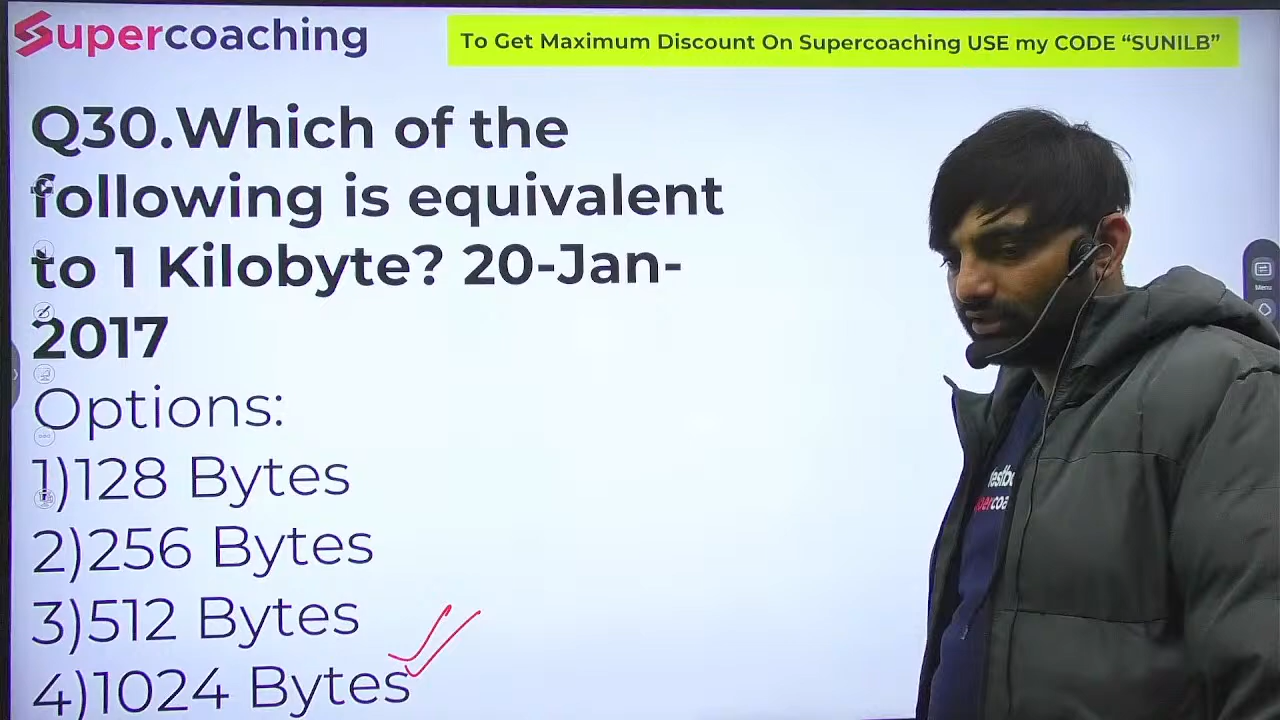 Supercoaching
To Get Maximum Discount On Supercoaching USE my CODE “SUNILB”
Q30.Which of the
following is equivalent
to 1 Kilobyte? 20-Jan-
2017
Options:
1)128 Bytes
2)256 Bytes
3)512 Bytes
4)1024 Bytes
Menu